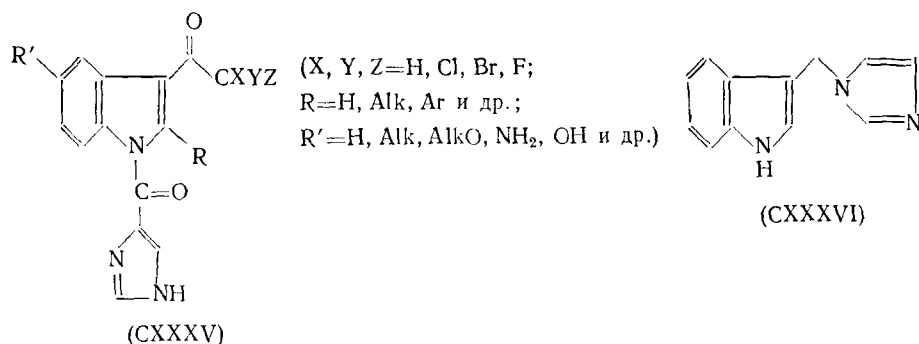 O
R′
CXYZ
(X, Y, Z=H, Cl, Br, F;
R=H, Alk, Ar и др.;
R′=H, Alk, AlkO, NH₂, OH и др.)
N
R
C=O
N
NH
(CXXXV)
N
N
N
H
(CXXXVI)